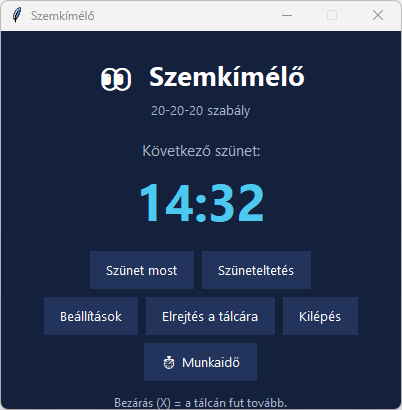 Szemkímélő
👀 Szemkímélő
20-20-20 szabály
Következő szünet:
14:32
Szünet most Szüneteltetés
Beállítások Elrejtés a tálcára Kilépés
⏱ Munkaidő
Bezárás (X) = a tálcán fut tovább.